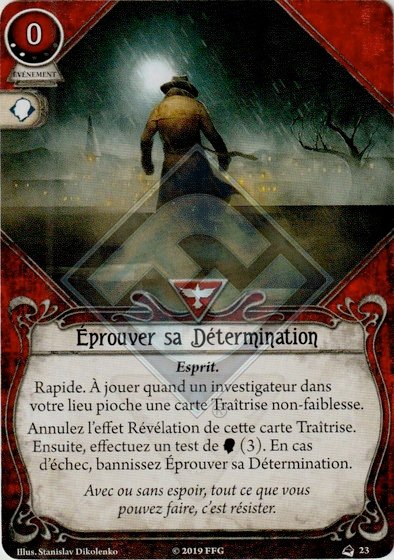 0
ÉVÉNEMENT
Éprouver sa Détermination
Esprit.
Rapide. À jouer quand un investigateur dans
votre lieu pioche une carte Traîtrise non-faiblesse.
Annulez l'effet Révélation de cette carte Traîtrise.
Ensuite, effectuez un test de (3). En cas
d'échec, bannissez Éprouver sa Détermination.
Avec ou sans espoir, tout ce que vous
pouvez faire, c'est résister.
Illus. Stanislav Dikolenko
© 2019 FFG
23